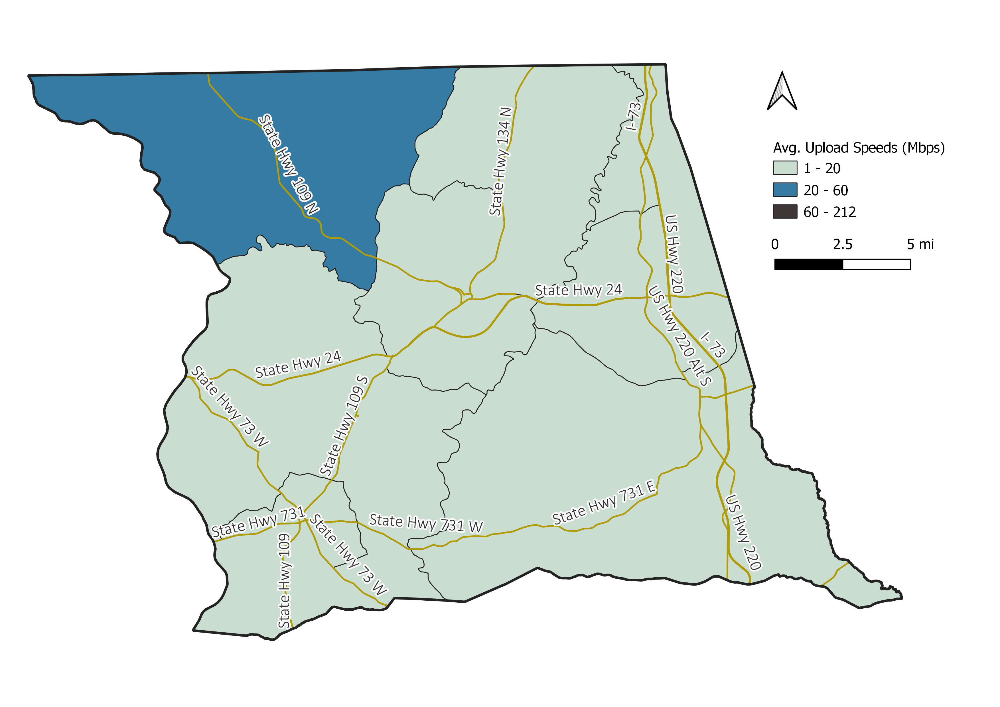 I- 73
State Hwy 134 N
State Hwy 109 N
Avg. Upload Speeds (Mbps)
1 - 20
20 - 60
60 - 212
0 2.5 5 mi
US Hwy 220
State Hwy 24
US Hwy 220 Alt S
I- 73
State Hwy 24
State Hwy 73 W
State Hwy 109 S
State Hwy 731 E
State Hwy 731
State Hwy 731 W
State Hwy 73 W
State Hwy 109
US Hwy 220